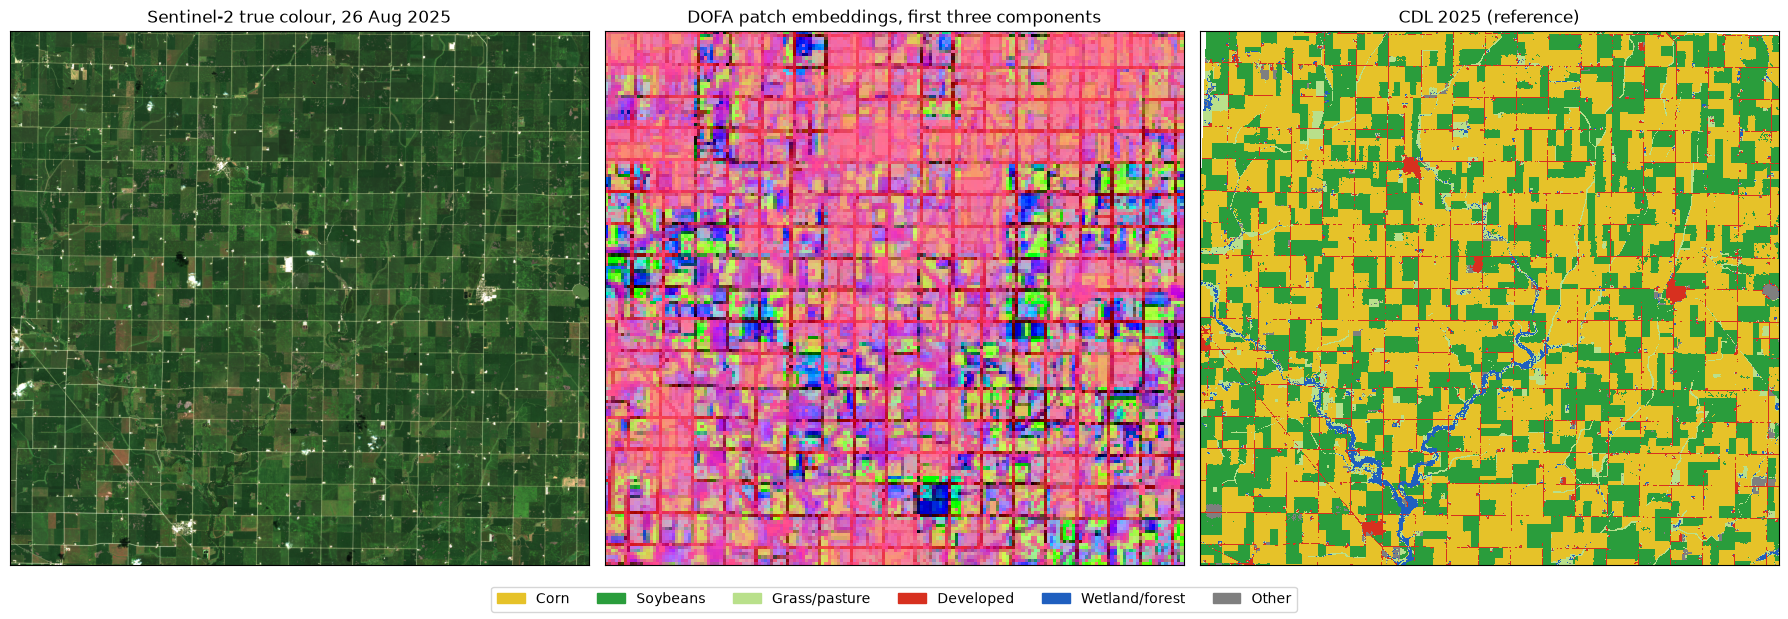 Sentinel-2 true colour, 26 Aug 2025
DOFA patch embeddings, first three components
CDL 2025 (reference)
Corn
Soybeans
Grass/pasture
Developed
Wetland/forest
Other